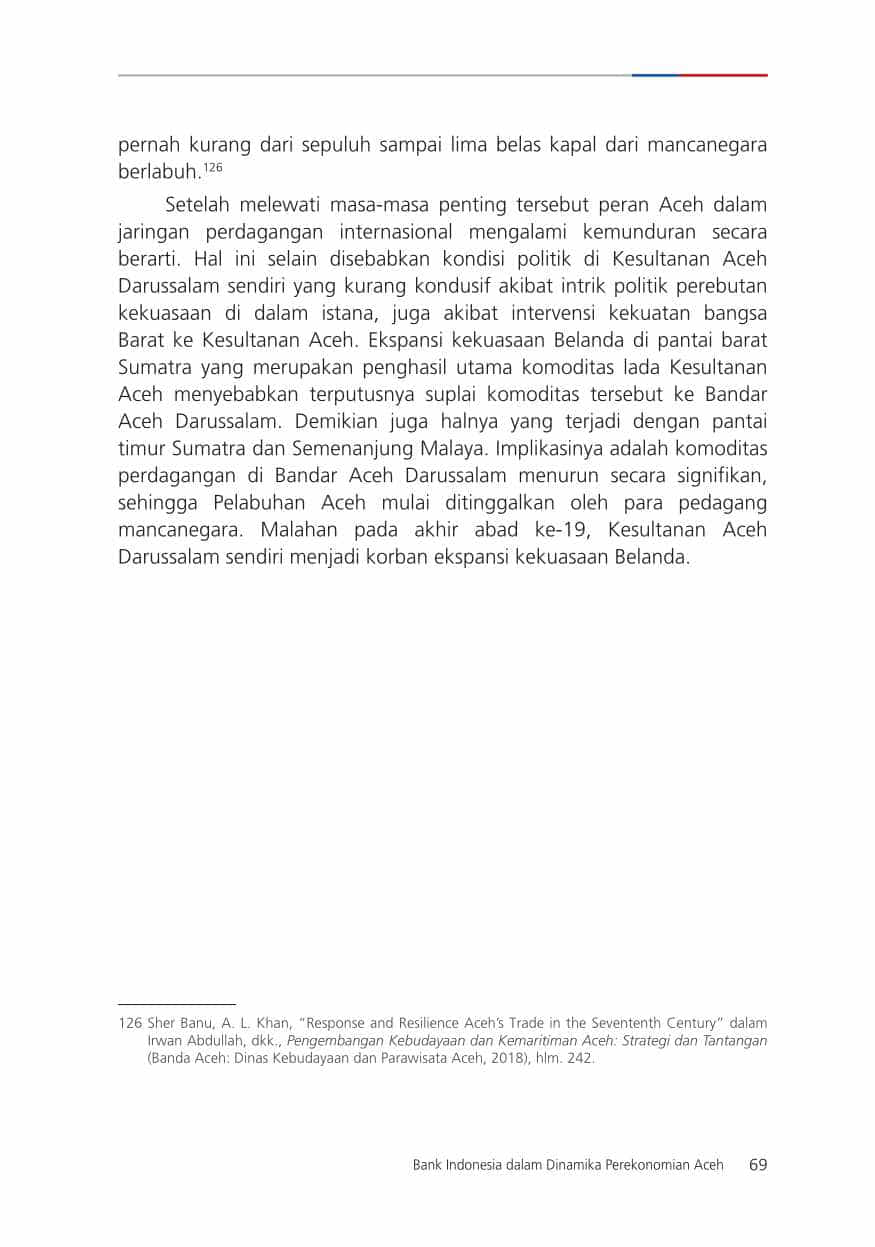 pernah kurang dari sepuluh sampai lima belas kapal dari mancanegara
berlabuh.126
Setelah melewati masa-masa penting tersebut peran Aceh dalam
jaringan perdagangan internasional mengalami kemunduran secara
berarti. Hal ini selain disebabkan kondisi politik di Kesultanan Aceh
Darussalam sendiri yang kurang kondusif akibat intrik politik perebutan
kekuasaan di dalam istana, juga akibat intervensi kekuatan bangsa
Barat ke Kesultanan Aceh. Ekspansi kekuasaan Belanda di pantai barat
Sumatra yang merupakan penghasil utama komoditas lada Kesultanan
Aceh menyebabkan terputusnya suplai komoditas tersebut ke Bandar
Aceh Darussalam. Demikian juga halnya yang terjadi dengan pantai
timur Sumatra dan Semenanjung Malaya. Implikasinya adalah komoditas
perdagangan di Bandar Aceh Darussalam menurun secara signifikan,
sehingga Pelabuhan Aceh mulai ditinggalkan oleh para pedagang
mancanegara. Malahan pada akhir abad ke-19, Kesultanan Aceh
Darussalam sendiri menjadi korban ekspansi kekuasaan Belanda.
126 Sher Banu, A. L. Khan, “Response and Resilience Aceh’s Trade in the Sevententh Century” dalam
Irwan Abdullah, dkk., Pengembangan Kebudayaan dan Kemaritiman Aceh: Strategi dan Tantangan
(Banda Aceh: Dinas Kebudayaan dan Parawisata Aceh, 2018), hlm. 242.
Bank Indonesia dalam Dinamika Perekonomian Aceh 69